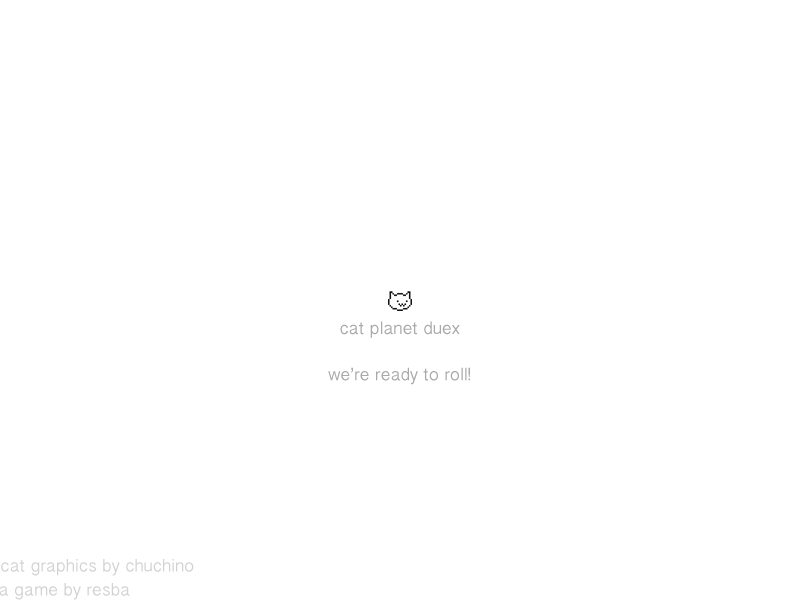 cat planet duex
we're ready to roll!
cat graphics by chuchino
a game by resba